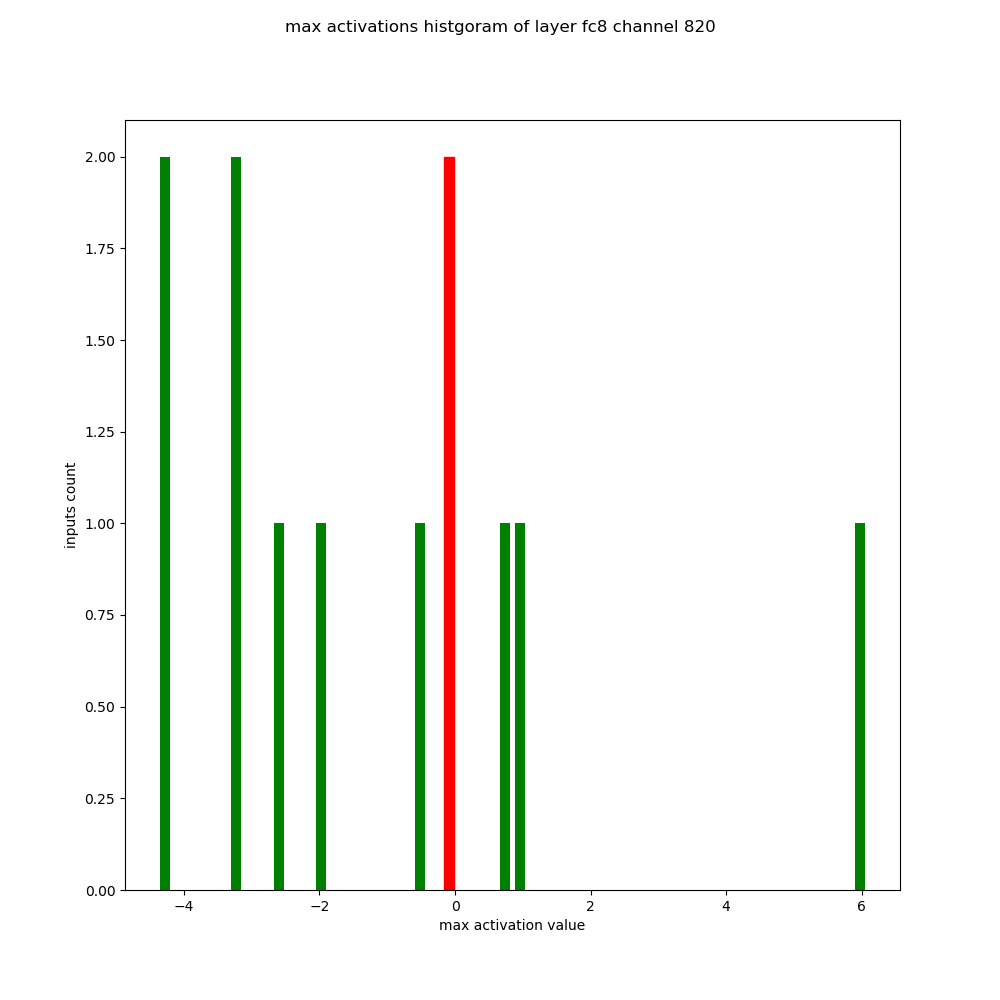 max activations histgoram of layer fc8 channel 820
2.00
1.75
1.50
1.25
1.00
0.75
0.50
0.25
0.00
inputs count
−4 −2 0 2 4 6
max activation value